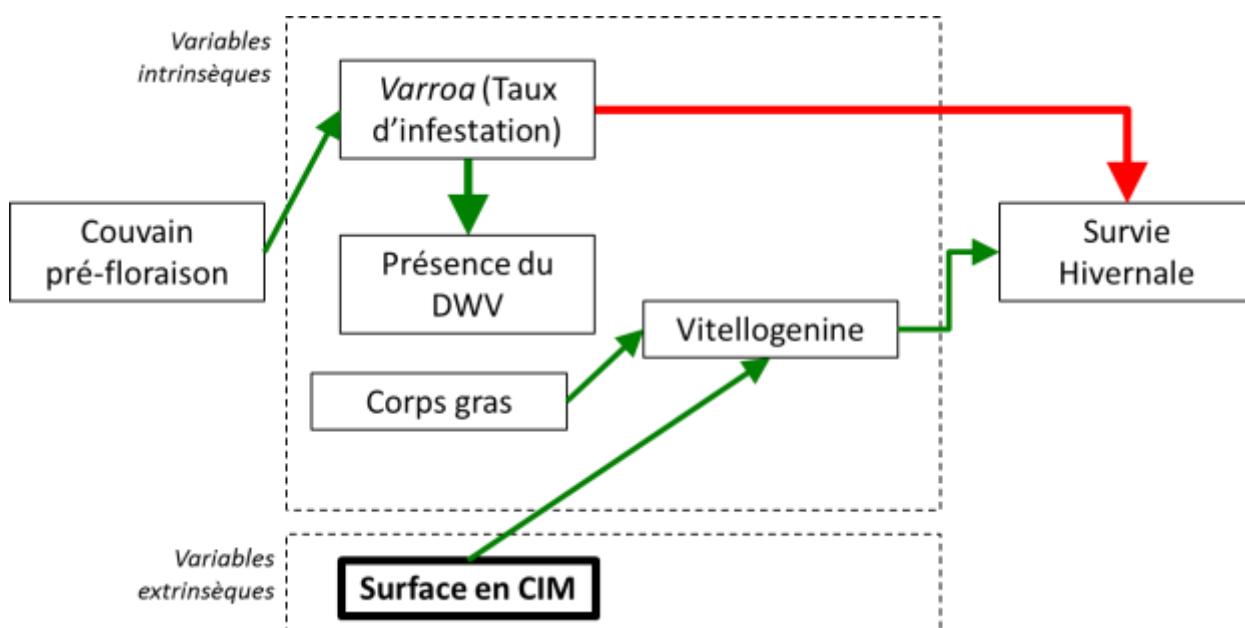 Variables
intrinsèques
Varroa (Taux
d'infestation)
Couvain
pré-floraison
Présence du
DWV
Survie
Hivernale
Vitellogenine
Corps gras
Variables
extrinsèques
Surface en CIM